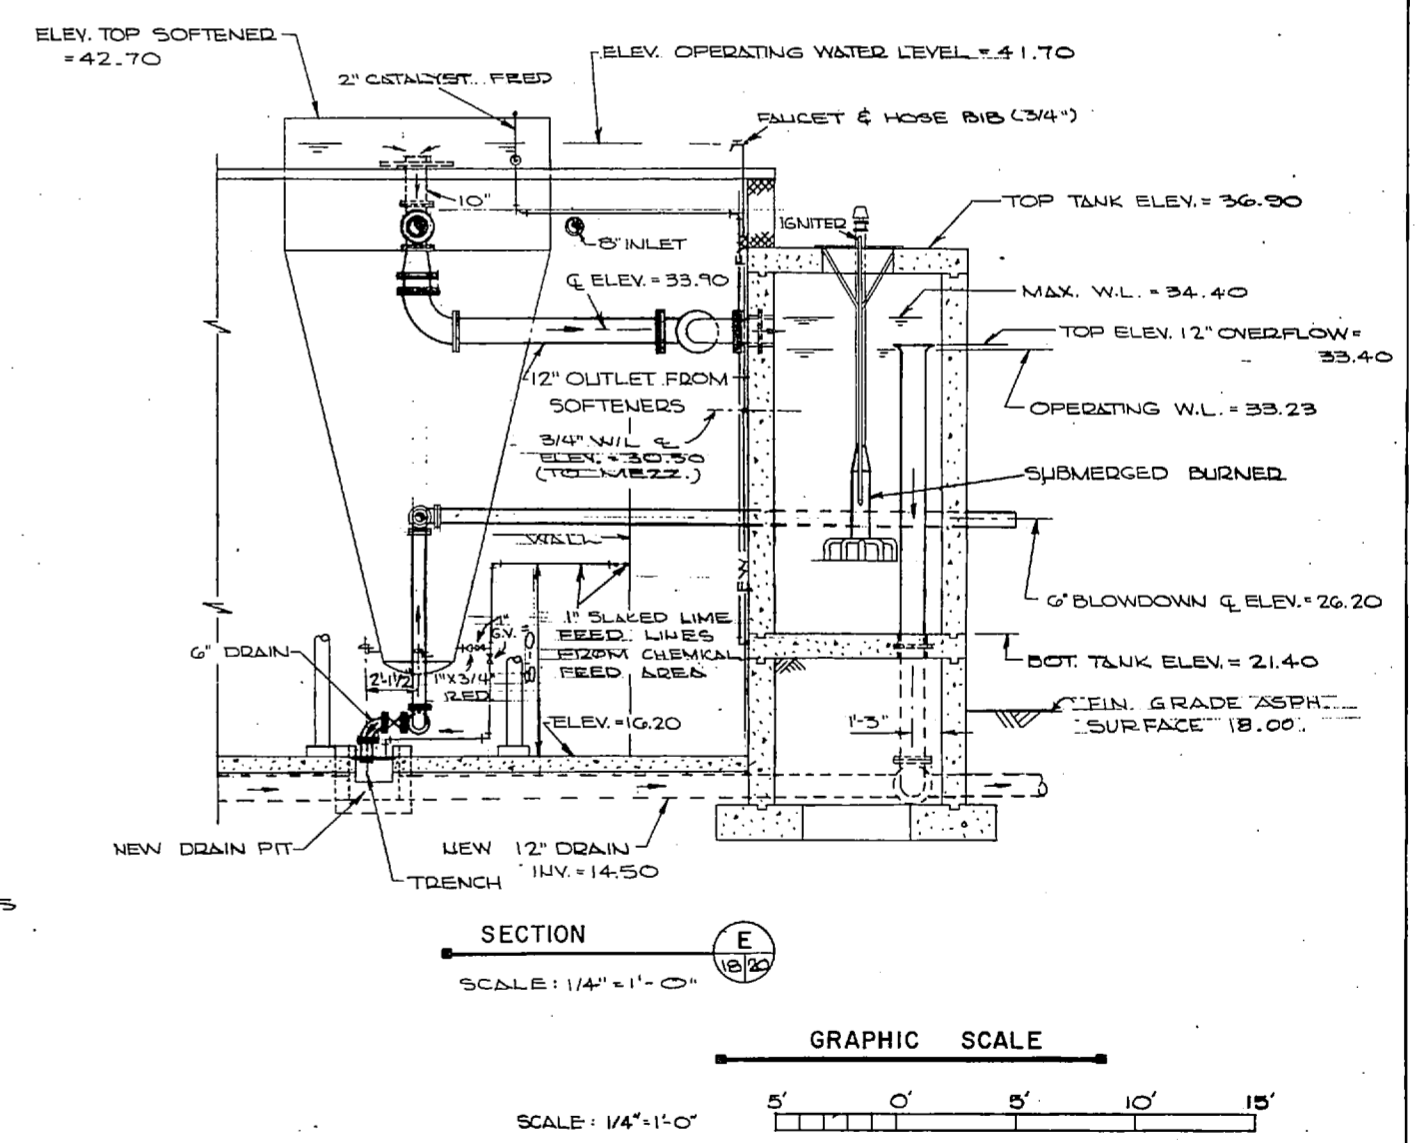 ELEV. TOP SOFTENER
=42.70
ELEV. OPERATING WATER LEVEL = 41.70
2" CATALYST FEED
FAUCET & HOSE BIB (3/4")
10"
8" INLET
IGNITER
TOP TANK ELEV. = 36.90
℄ ELEV. = 33.90
MAX. W.L. = 34.40
TOP ELEV. 12" OVERFLOW =
33.40
12" OUTLET FROM
SOFTENERS
OPERATING W.L. = 33.23
3/4" W/L ℄
ELEV. = 30.50
(TO MEZZ.)
SUBMERGED BURNER
WALL
F.W.
F.W.
6" BLOWDOWN ℄ ELEV. = 26.20
1" SLAKED LIME
FEED LINES
FROM CHEMICAL
FEED AREA
1"
G.V.
6" DRAIN
2'-1 1/2"
1" X 3/4"
RED.
BOT. TANK ELEV. = 21.40
FIN. GRADE ASPH.
SURFACE 18.00
1'-3"
ELEV. = 16.20
NEW DRAIN PIT
TRENCH
NEW 12" DRAIN
INV. = 14.50
S
SECTION
E
18 20
SCALE: 1/4" = 1'-0"
GRAPHIC SCALE
SCALE: 1/4"=1'-0"
5' 0' 5' 10' 15'